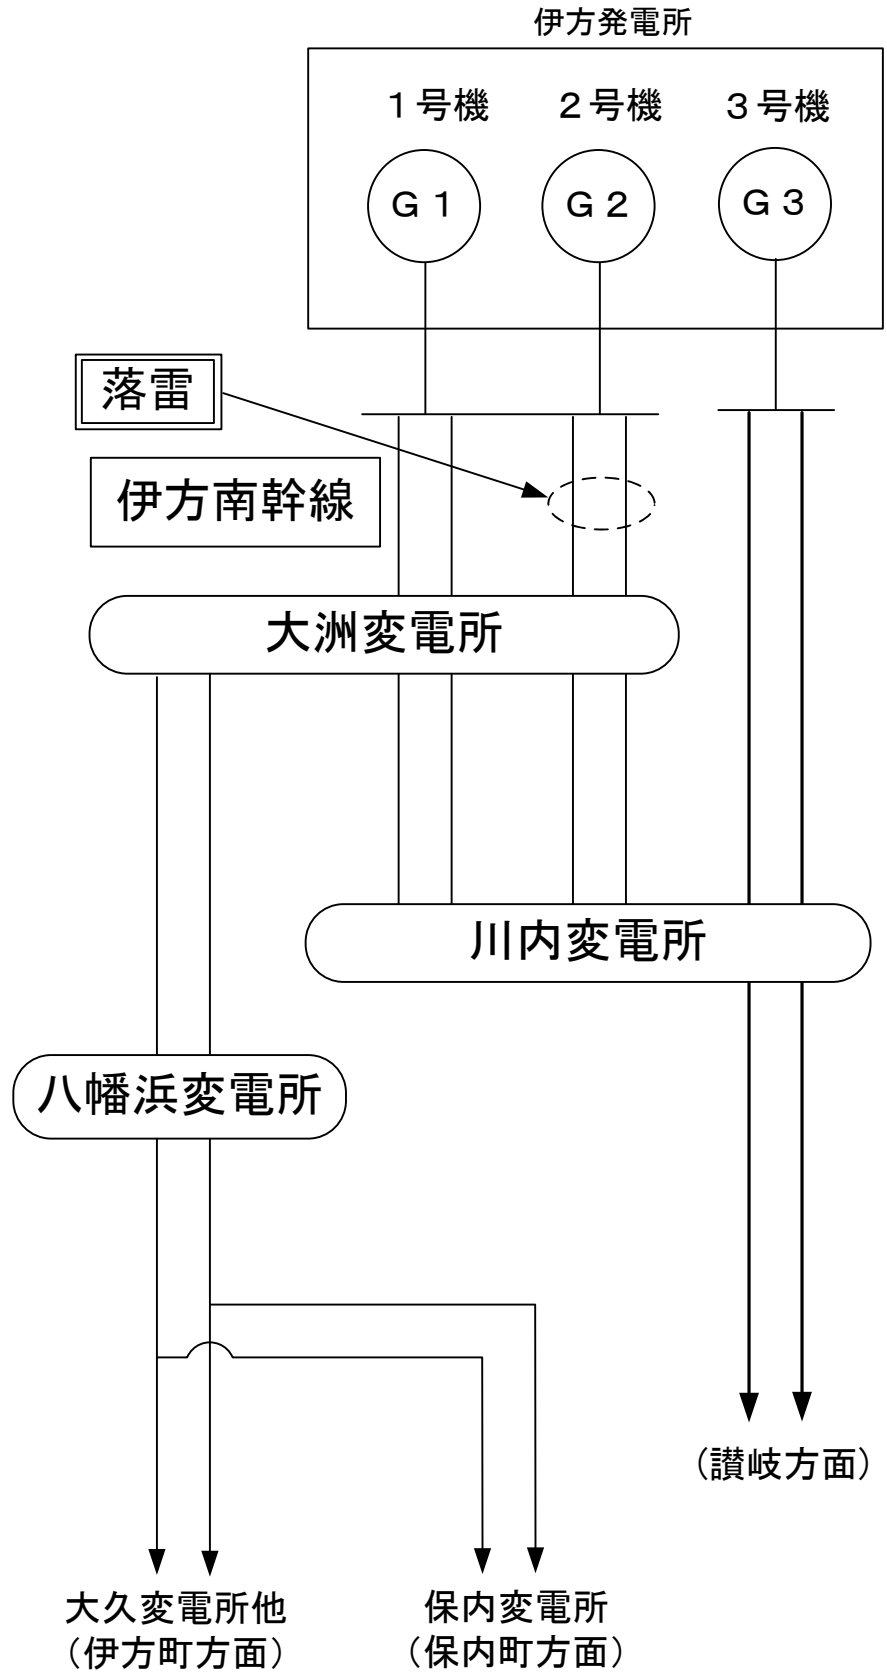 伊方発電所
１号機
２号機
３号機
Ｇ１
Ｇ２
Ｇ３
落雷
伊方南幹線
大洲変電所
川内変電所
八幡浜変電所
（讃岐方面）
大久変電所他
（伊方町方面）
保内変電所
（保内町方面）